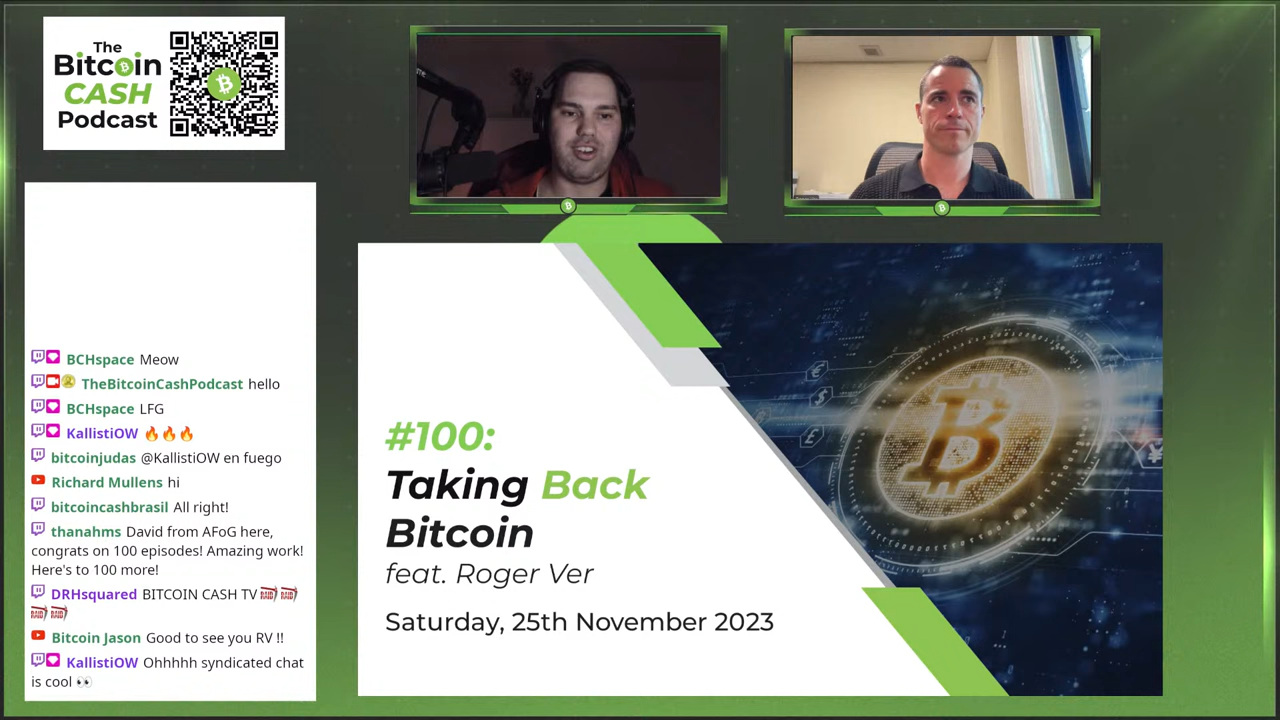 The
Bitcoin
CASH
Podcast
BCHspace Meow
TheBitcoinCashPodcast hello
BCHspace LFG
KallistiOW 🔥🔥🔥
bitcoinjudas @KallistiOW en fuego
Richard Mullens hi
bitcoincashbrasil All right!
thanahms David from AFoG here,
congrats on 100 episodes! Amazing work!
Here's to 100 more!
DRHsquared BITCOIN CASH TV
Bitcoin Jason Good to see you RV !!
KallistiOW Ohhhhh syndicated chat
is cool 👀
#100:
Taking Back
Bitcoin
feat. Roger Ver
Saturday, 25th November 2023